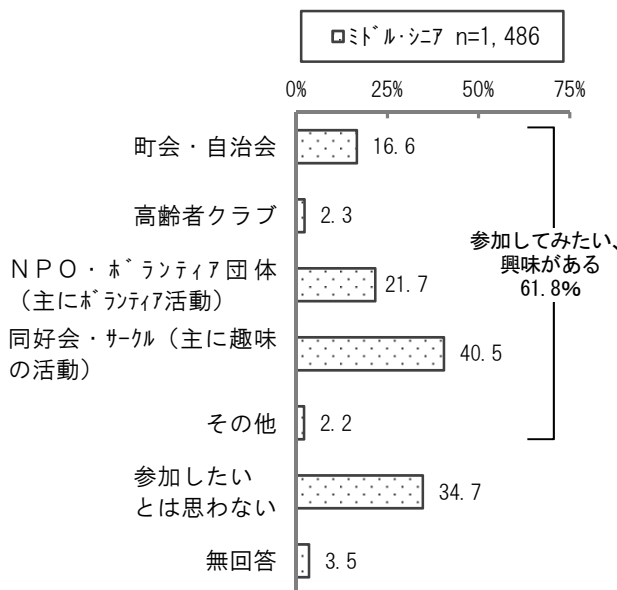 ﾐﾄﾞﾙ・ｼﾆｱ n=1,486
0% 25% 50% 75%
町会・自治会 16.6
高齢者クラブ 2.3
ＮＰＯ・ﾎﾞﾗﾝﾃｨｱ団体
（主にﾎﾞﾗﾝﾃｨｱ活動） 21.7
同好会・ｻｰｸﾙ（主に趣味
の活動） 40.5
その他 2.2
参加したい
とは思わない 34.7
無回答 3.5
参加してみたい、
興味がある
61.8%